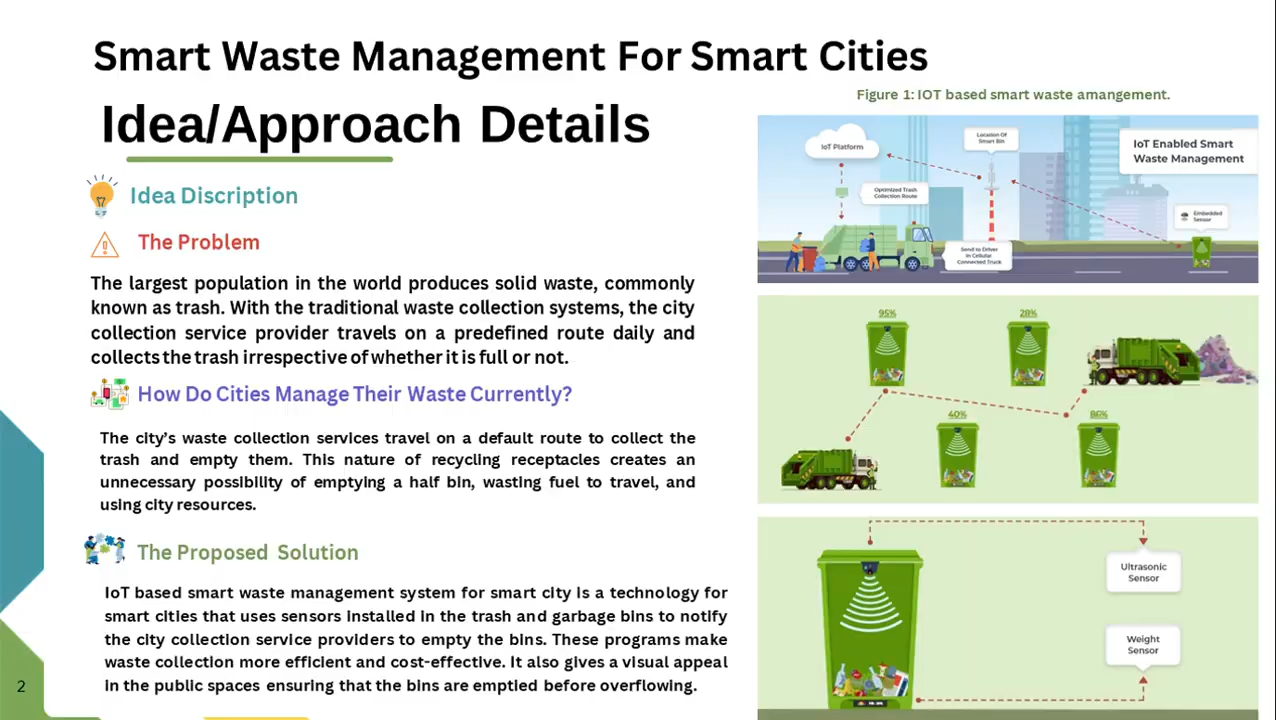 Smart Waste Management For Smart Cities
Idea/Approach Details
Idea Discription
The Problem
The largest population in the world produces solid waste, commonly
known as trash. With the traditional waste collection systems, the city
collection service provider travels on a predefined route daily and
collects the trash irrespective of whether it is full or not.
How Do Cities Manage Their Waste Currently?
The city's waste collection services travel on a default route to collect the
trash and empty them. This nature of recycling receptacles creates an
unnecessary possibility of emptying a half bin, wasting fuel to travel, and
using city resources.
The Proposed Solution
IoT based smart waste management system for smart city is a technology for
smart cities that uses sensors installed in the trash and garbage bins to notify
the city collection service providers to empty the bins. These programs make
waste collection more efficient and cost-effective. It also gives a visual appeal
in the public spaces ensuring that the bins are emptied before overflowing.
2
Figure 1: IOT based smart waste amangement.
IoT Platform
Location Of
Smart Bin
IoT Enabled Smart
Waste Management
Optimized Trash
Collection Route
Embedded
Sensor
Send to Driver
in Cellular
Connected Truck
95%
28%
40%
86%
Ultrasonic
Sensor
Weight
Sensor